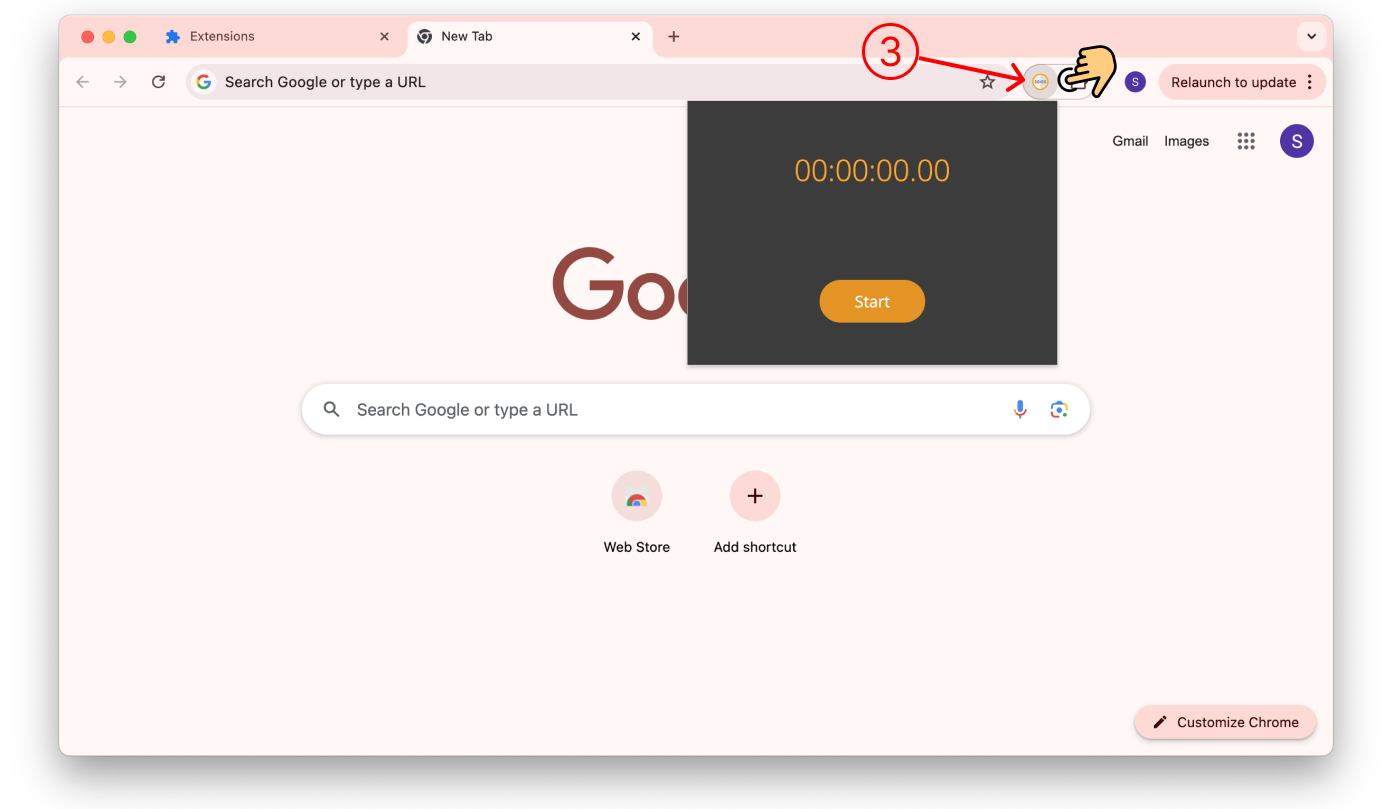 Extensions
New Tab
3
Search Google or type a URL
S
Relaunch to update
Gmail
Images
S
00:00:00.00
Goo
Start
Search Google or type a URL
Web Store
Add shortcut
Customize Chrome